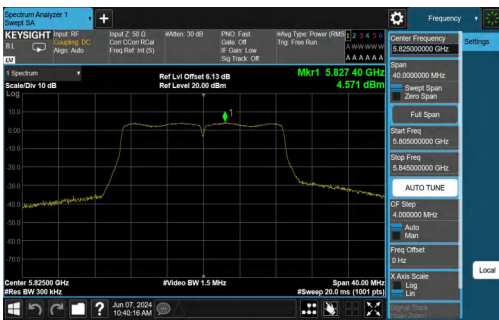 Spectrum Analyzer 1
Swept SA
Frequency
KEYSIGHT Input: RF Input Z: 50 Ω #Atten: 30 dB PNO: Fast #Avg Type: Power (RMS 1 2 3 4 5 6
RL Coupling: DC Corr CCorr RCal Gate: Off Trig: Free Run A WWWWW
Align: Auto Freq Ref: Int (S) IF Gain: Low A A A A A A
LW Sig Track: Off
1 Spectrum Ref Lvl Offset 6.13 dB Mkr1 5.827 40 GHz
Scale/Div 10 dB Ref Level 20.00 dBm 4.571 dBm
Log
10.0
0.00
-10.0
-20.0
-30.0
-40.0
-50.0
-60.0
-70.0
1
Center 5.82500 GHz #Video BW 1.5 MHz Span 40.00 MHz
#Res BW 300 kHz #Sweep 20.0 ms (1001 pts)
Jun 07, 2024
10:40:16 AM
Center Frequency
5.825000000 GHz
Settings
Span
40.0000000 MHz
Swept Span
Zero Span
Full Span
Start Freq
5.805000000 GHz
Stop Freq
5.845000000 GHz
AUTO TUNE
CF Step
4.000000 MHz
Auto
Man
Freq Offset
0 Hz
X Axis Scale
Log
Lin
Local
Signal Track